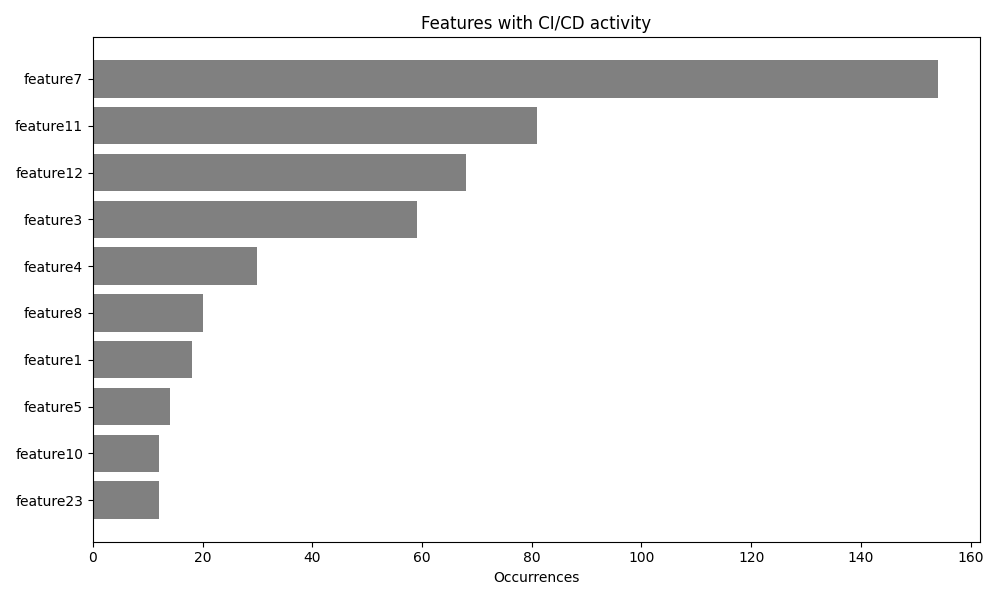 Features with CI/CD activity
feature7
feature11
feature12
feature3
feature4
feature8
feature1
feature5
feature10
feature23
0 20 40 60 80 100 120 140 160
Occurrences